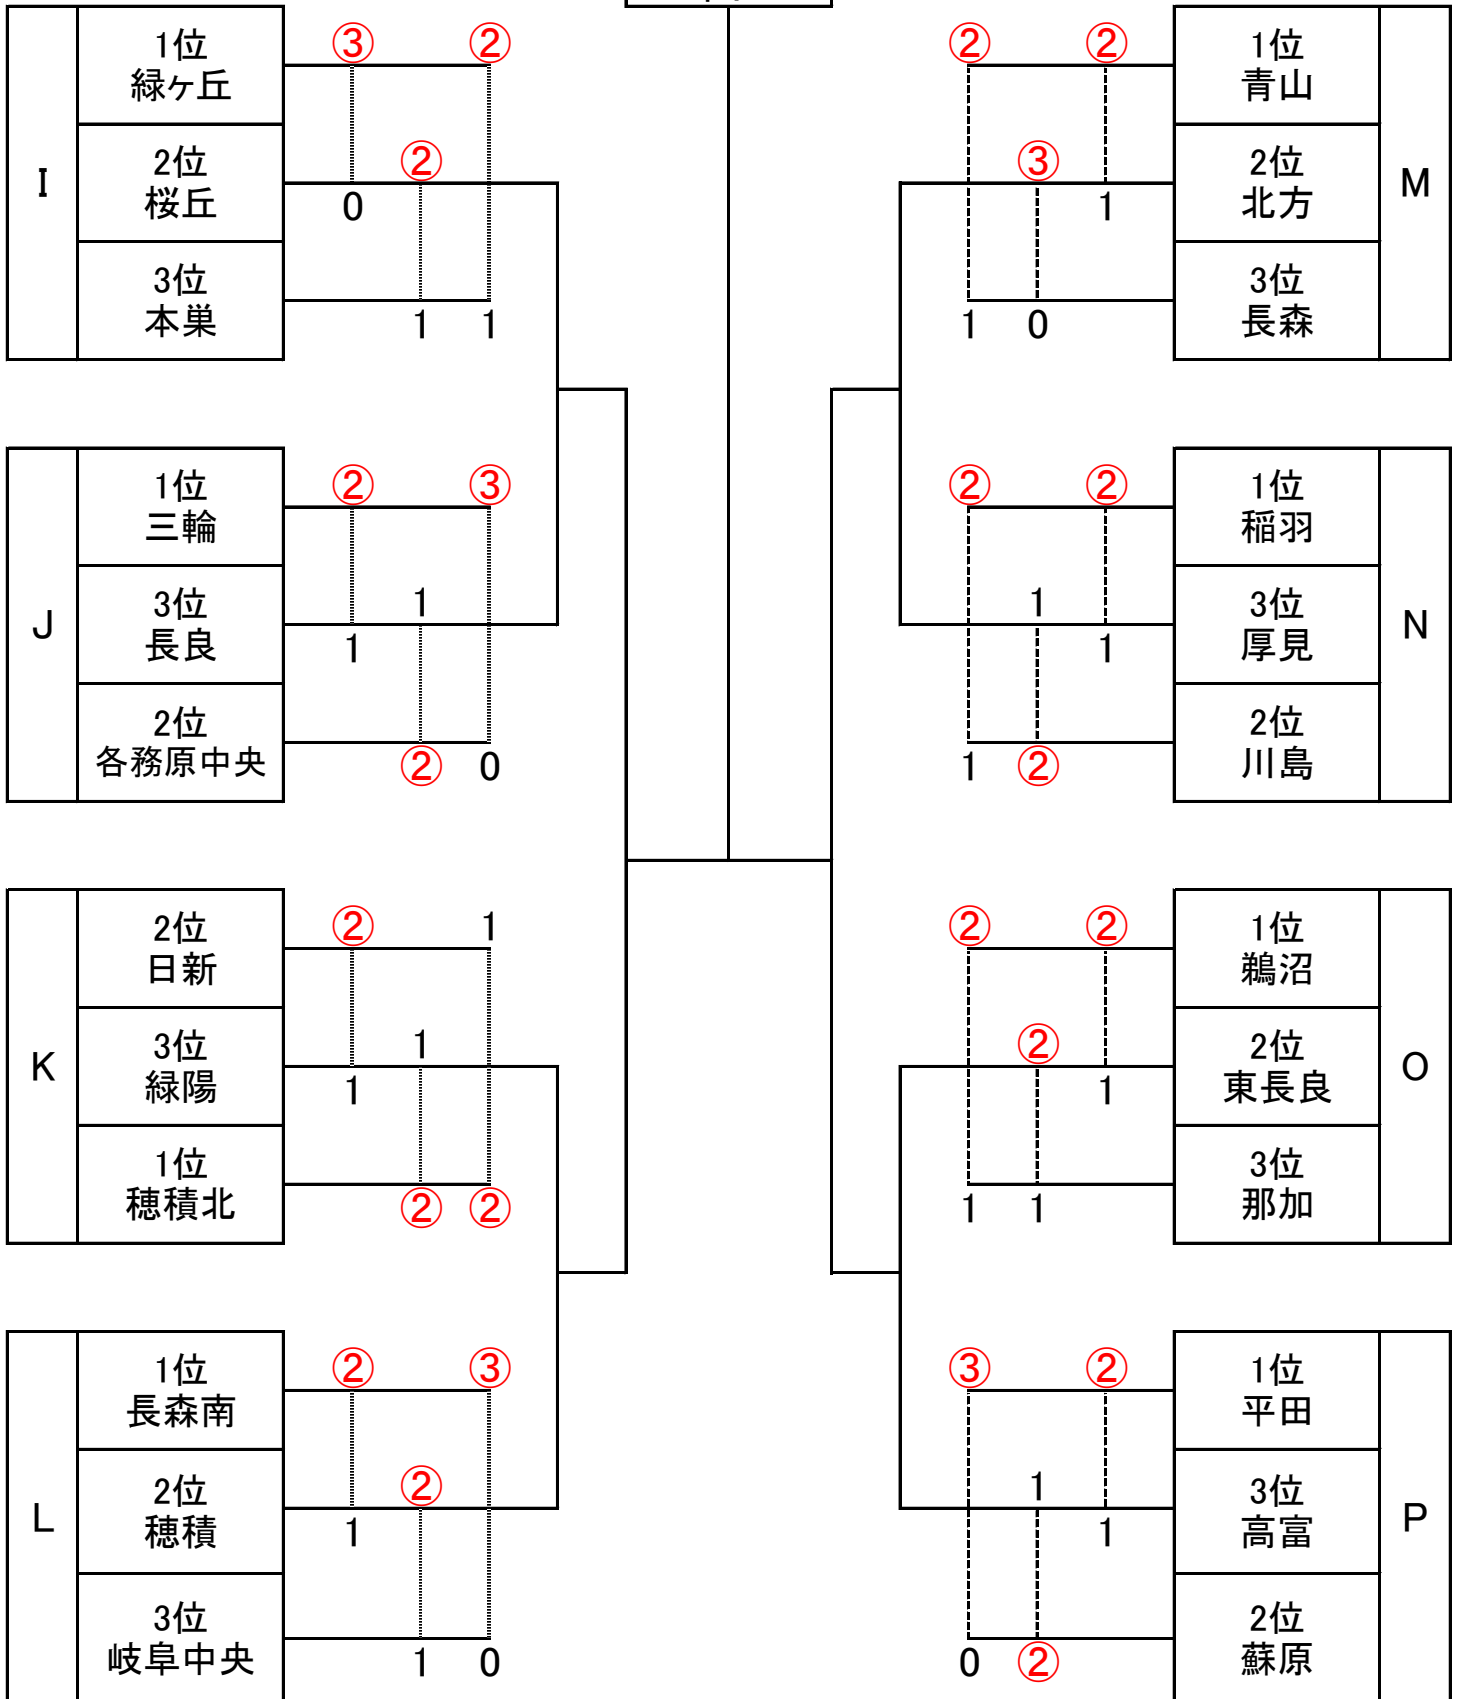 I
1位
緑ヶ丘
③
②
2位
桜丘
②
0
3位
本巣
1
1
J
1位
三輪
②
③
3位
長良
1
1
2位
各務原中央
②
0
K
2位
日新
②
1
3位
緑陽
1
1
1位
穂積北
②
②
L
1位
長森南
②
③
2位
穂積
②
1
3位
岐阜中央
1
0
②
②
1位
青山
M
③
2位
北方
1
3位
長森
1
0
②
②
1位
稲羽
N
1
3位
厚見
1
2位
川島
1
②
②
②
1位
鵜沼
O
②
2位
東長良
1
3位
那加
1
1
③
②
1位
平田
P
1
3位
高富
1
2位
蘇原
0
②